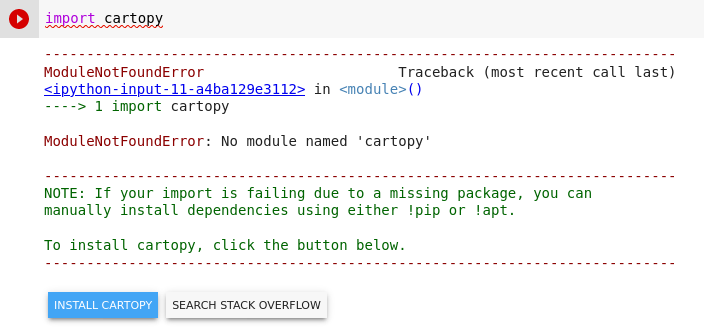 import cartopy
---------------------------------------------------------------------------
ModuleNotFoundError                       Traceback (most recent call last)
<ipython-input-11-a4ba129e3112> in <module>()
----> 1 import cartopy

ModuleNotFoundError: No module named 'cartopy'

---------------------------------------------------------------------------
NOTE: If your import is failing due to a missing package, you can
manually install dependencies using either !pip or !apt.

To install cartopy, click the button below.
---------------------------------------------------------------------------
INSTALL CARTOPY SEARCH STACK OVERFLOW